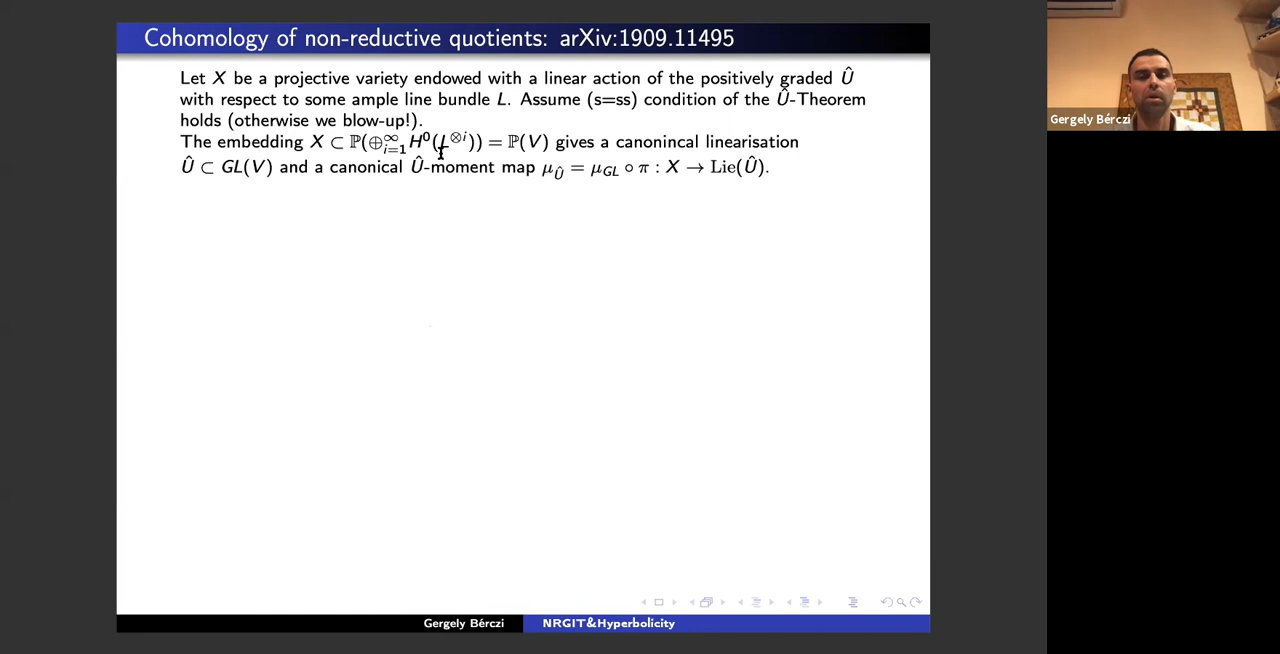 Cohomology of non-reductive quotients: arXiv:1909.11495
Let X be a projective variety endowed with a linear action of the positively graded Û
with respect to some ample line bundle L. Assume (s=ss) condition of the Û-Theorem
holds (otherwise we blow-up!).
The embedding X ⊂ ℙ(⊕_{i=1}^∞ H⁰(L^{⊗i})) = ℙ(V) gives a canonincal linearisation
Û ⊂ GL(V) and a canonical Û-moment map μ_Û = μ_{GL} ∘ π : X → Lie(Û).
Gergely Bérczi
Gergely Bérczi NRGIT&Hyperbolicity